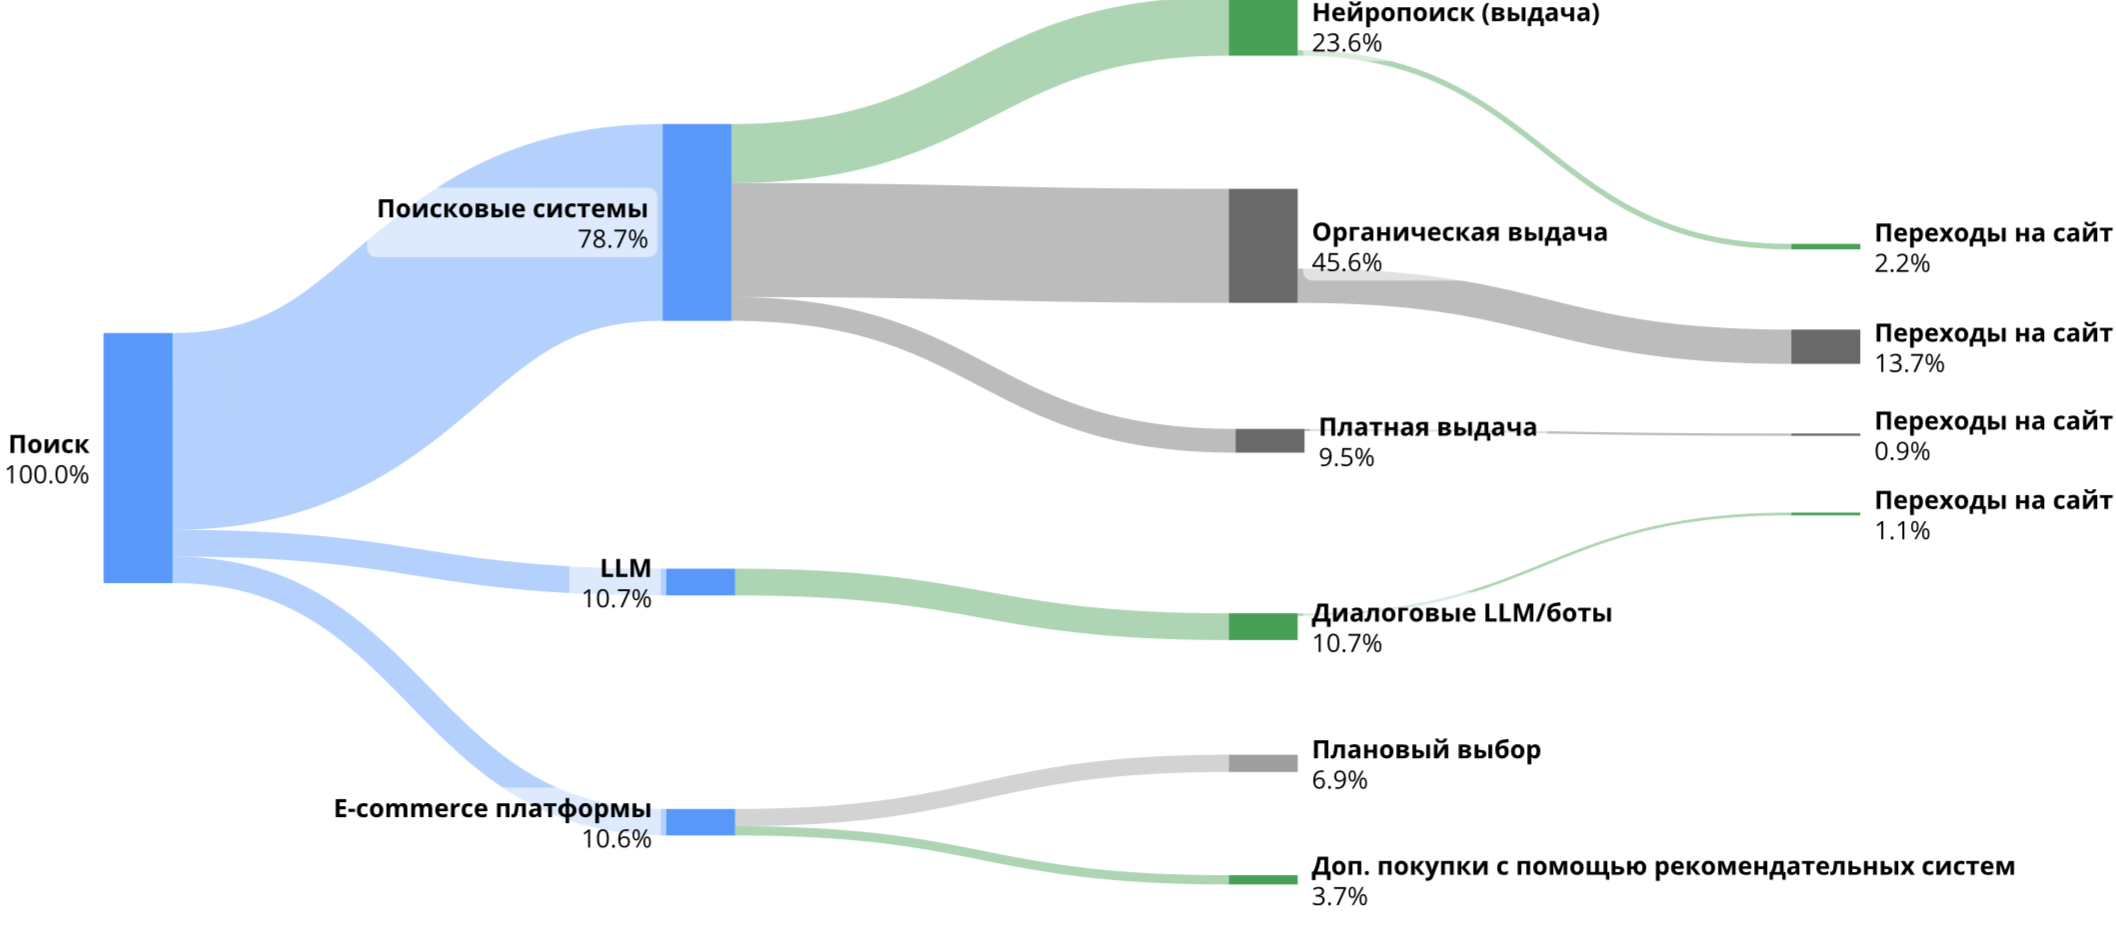 Поиск
100.0%
Поисковые системы
78.7%
LLM
10.7%
E-commerce платформы
10.6%
Нейропоиск (выдача)
23.6%
Органическая выдача
45.6%
Платная выдача
9.5%
Диалоговые LLM/боты
10.7%
Плановый выбор
6.9%
Доп. покупки с помощью рекомендательных систем
3.7%
Переходы на сайт
2.2%
Переходы на сайт
13.7%
Переходы на сайт
0.9%
Переходы на сайт
1.1%